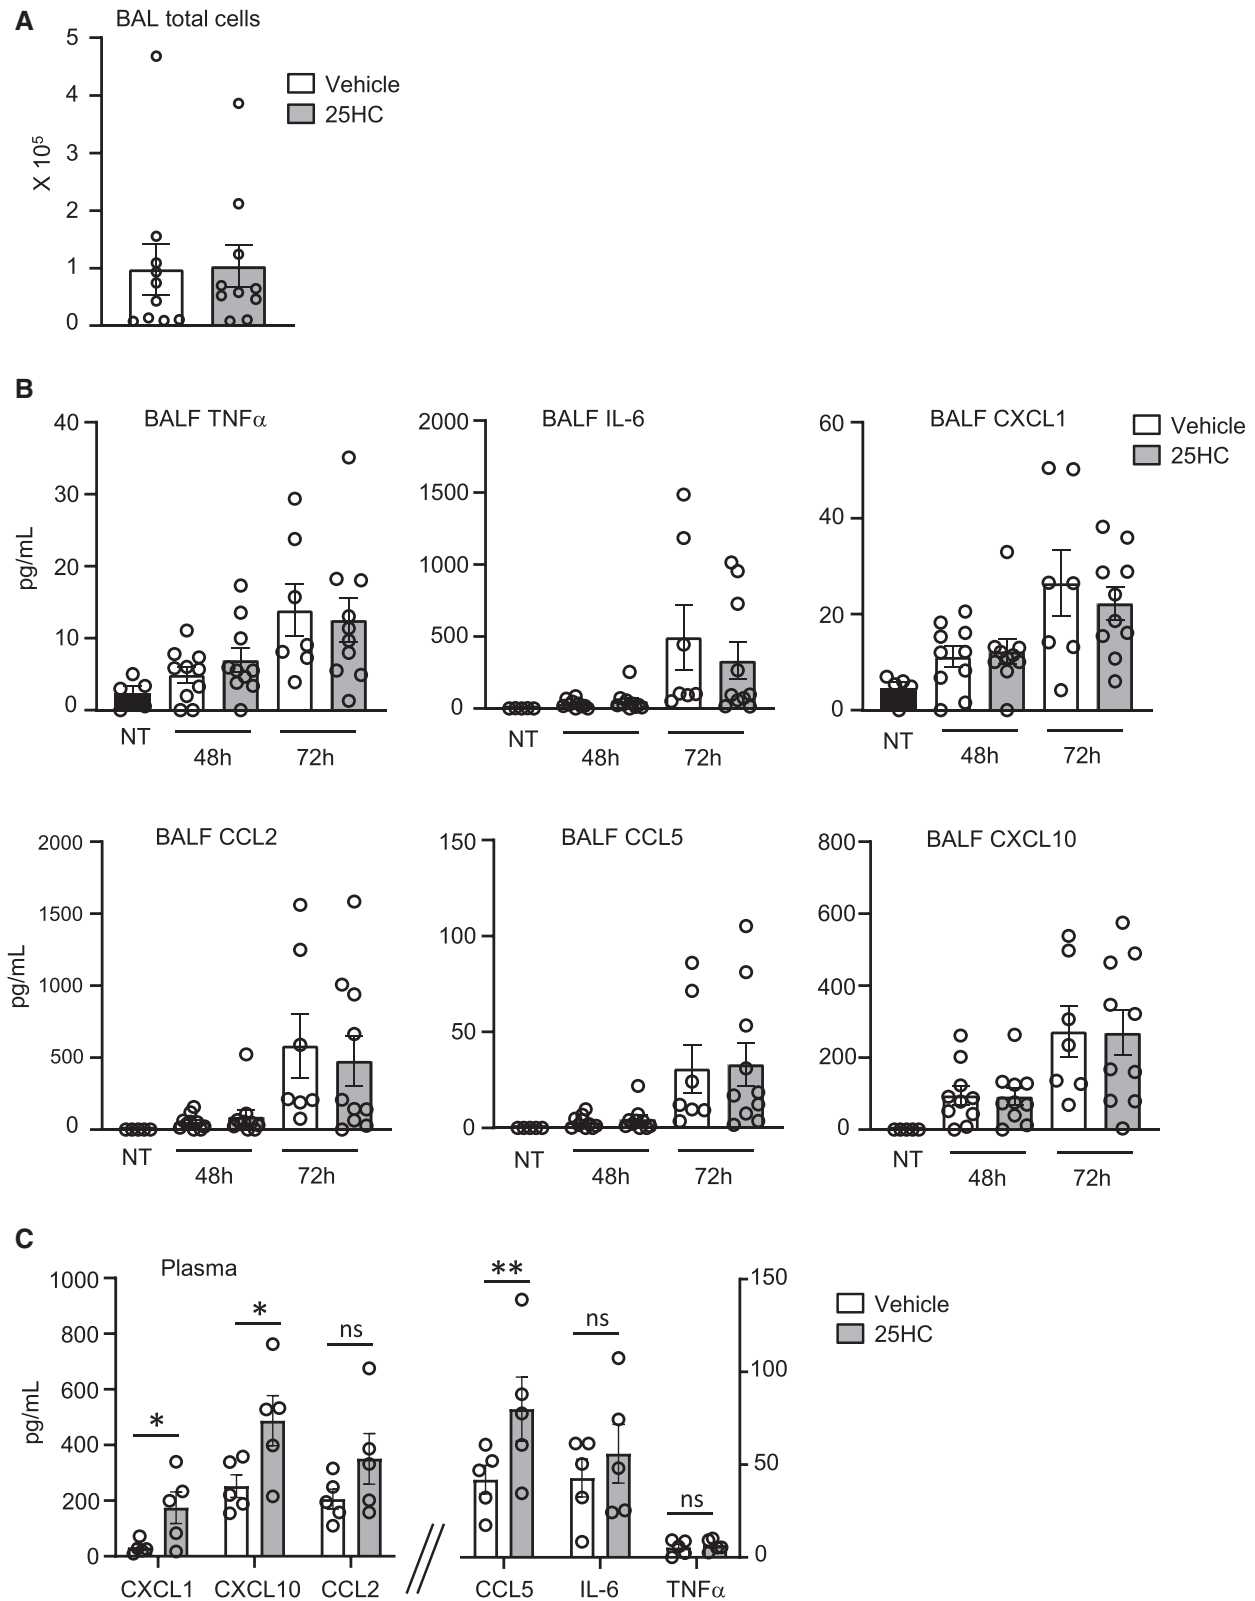 A
BAL total cells
5
4
3
2
1
0
X 10⁵
Vehicle
25HC
B
BALF TNFα
40
30
20
10
0
pg/mL
NT
48h
72h
BALF IL-6
2000
1500
1000
500
0
NT
48h
72h
BALF CXCL1
60
40
20
0
NT
48h
72h
Vehicle
25HC
BALF CCL2
2000
1500
1000
500
0
pg/mL
NT
48h
72h
BALF CCL5
150
100
50
0
NT
48h
72h
BALF CXCL10
800
600
400
200
0
NT
48h
72h
C
Plasma
1000
800
600
400
200
0
pg/mL
*
*
ns
**
ns
ns
150
100
50
0
CXCL1 CXCL10 CCL2 CCL5 IL-6 TNFα
Vehicle
25HC